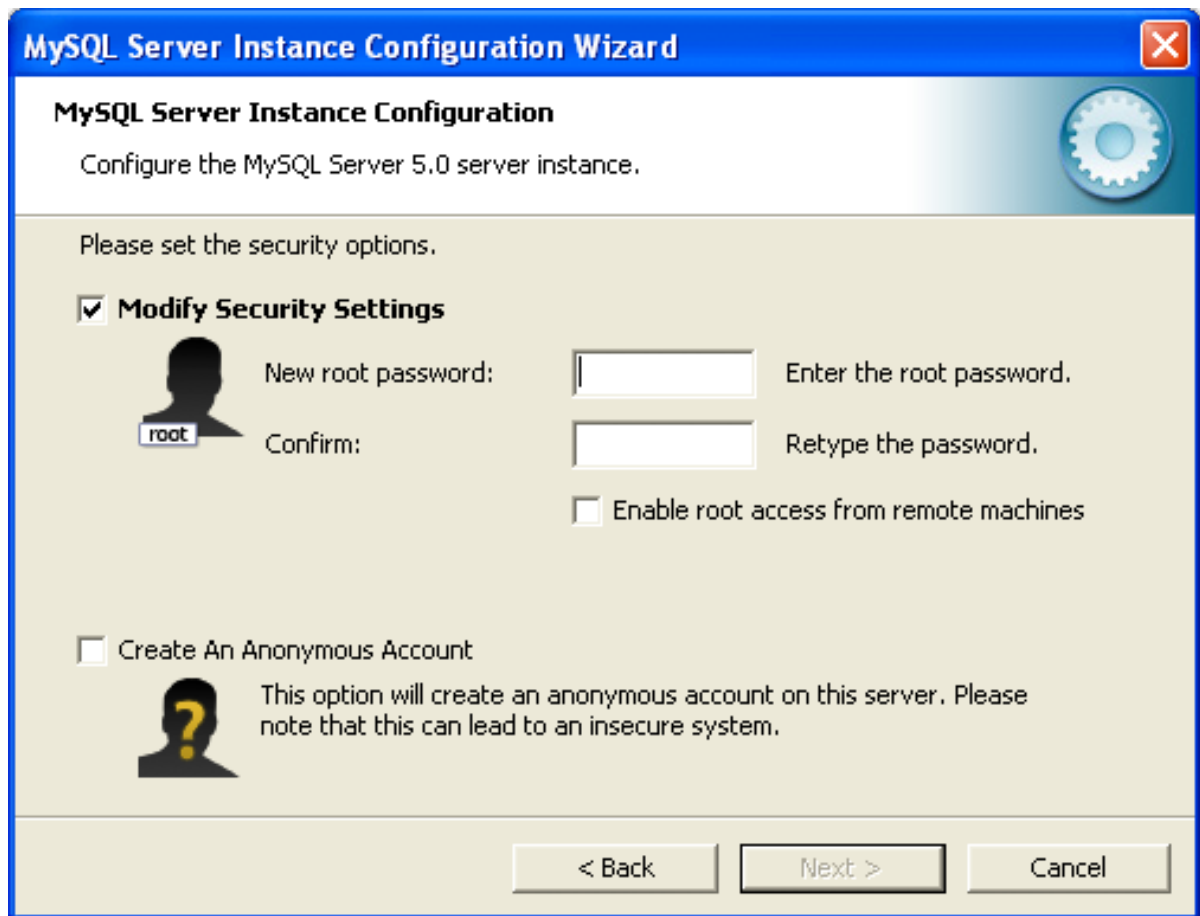 MySQL Server Instance Configuration Wizard
MySQL Server Instance Configuration
Configure the MySQL Server 5.0 server instance.
Please set the security options.
Modify Security Settings
New root password: Enter the root password.
root
Confirm: Retype the password.
Enable root access from remote machines
Create An Anonymous Account
This option will create an anonymous account on this server. Please
note that this can lead to an insecure system.
< Back Next > Cancel